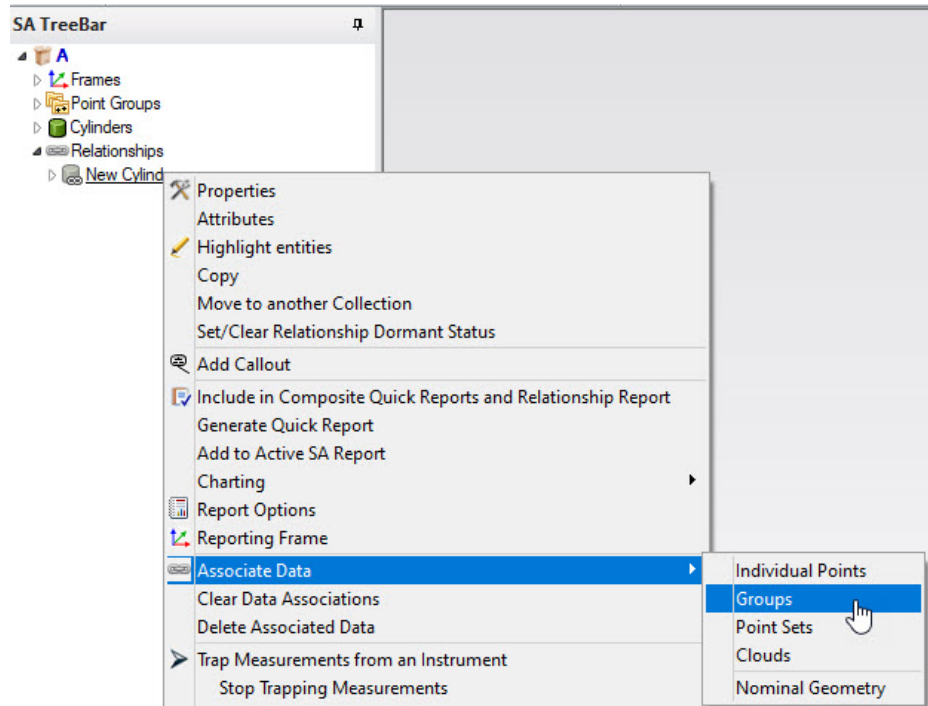 SA TreeBar
A
Frames
Point Groups
Cylinders
Relationships
New Cylind
Properties
Attributes
Highlight entities
Copy
Move to another Collection
Set/Clear Relationship Dormant Status
Add Callout
Include in Composite Quick Reports and Relationship Report
Generate Quick Report
Add to Active SA Report
Charting
Report Options
Reporting Frame
Associate Data
Clear Data Associations
Delete Associated Data
Trap Measurements from an Instrument
Stop Trapping Measurements
Individual Points
Groups
Point Sets
Clouds
Nominal Geometry